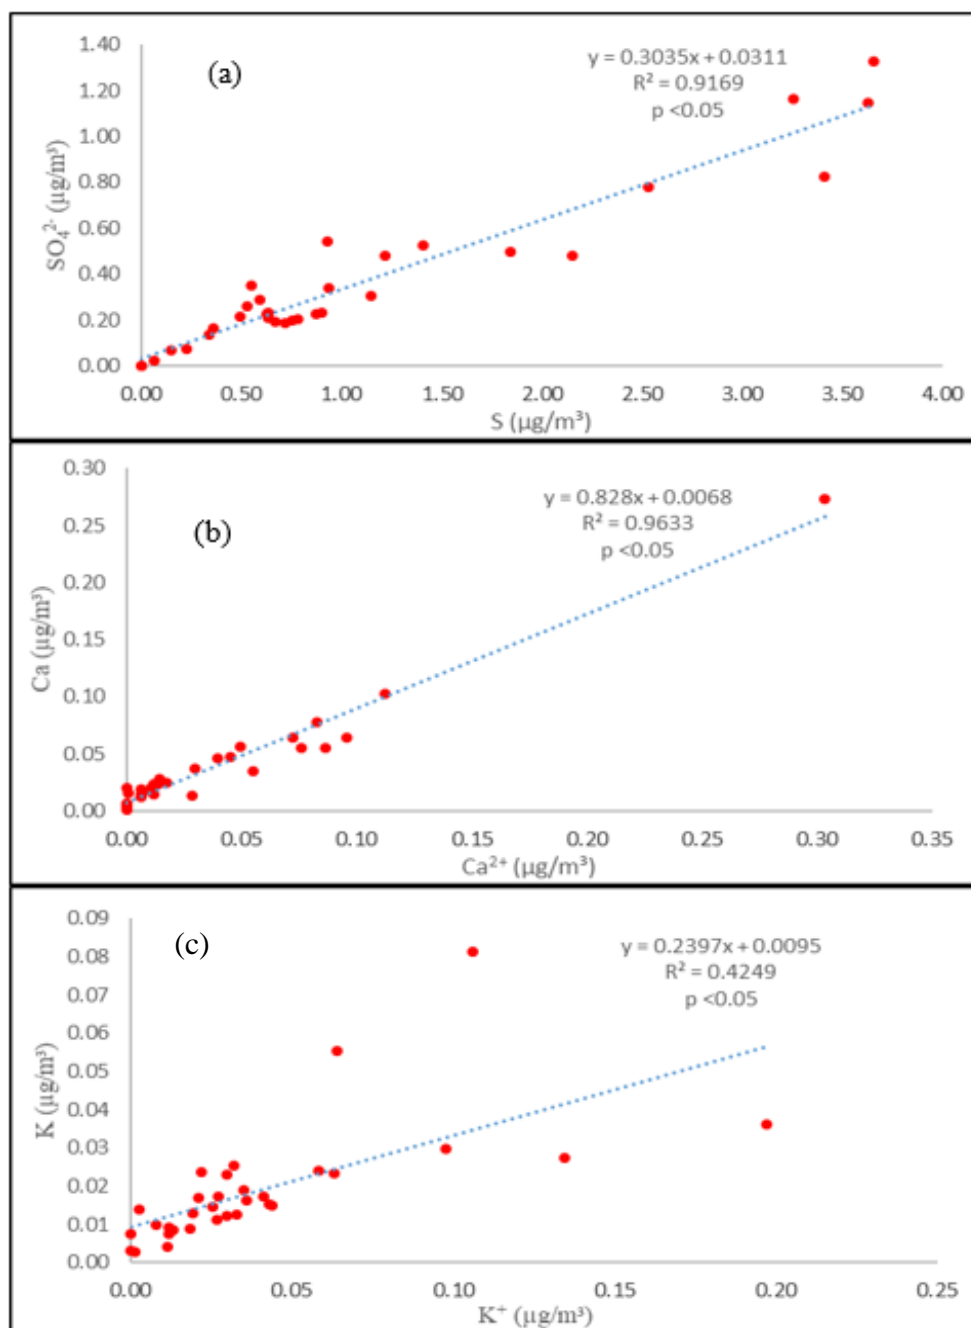 1.40
(a)
y = 0.3035x + 0.0311
R² = 0.9169
p <0.05
1.20
1.00
0.80
0.60
0.40
0.20
0.00
SO₄²⁻ (µg/m³)
0.00 0.50 1.00 1.50 2.00 2.50 3.00 3.50 4.00
S (µg/m³)
0.30
(b)
y = 0.828x + 0.0068
R² = 0.9633
p <0.05
0.25
0.20
0.15
0.10
0.05
0.00
Ca (µg/m³)
0.00 0.05 0.10 0.15 0.20 0.25 0.30 0.35
Ca²⁺ (µg/m³)
0.09
(c)
y = 0.2397x + 0.0095
R² = 0.4249
p <0.05
0.08
0.07
0.06
0.05
0.04
0.03
0.02
0.01
0.00
K (µg/m³)
0.00 0.05 0.10 0.15 0.20 0.25
K⁺ (µg/m³)